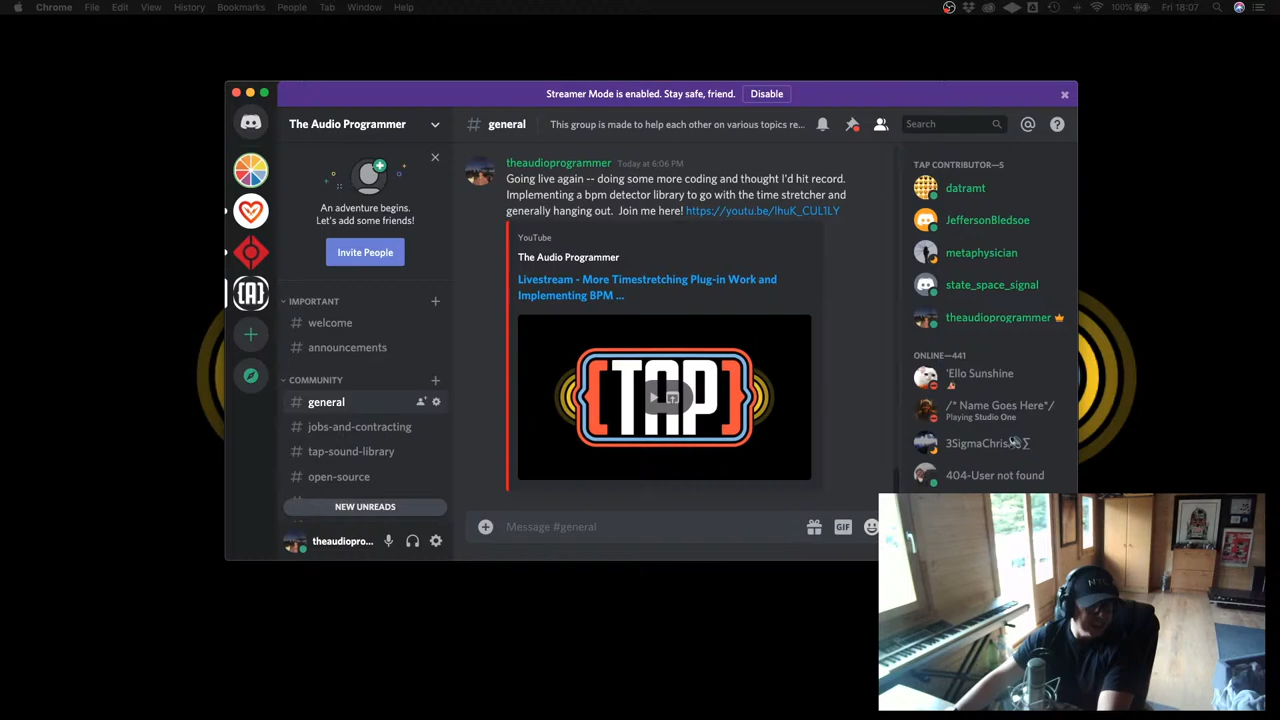 Chrome File Edit View History Bookmarks People Tab Window Help
100% Fri 18:07
Streamer Mode is enabled. Stay safe, friend. Disable
The Audio Programmer
# general This group is made to help each other on various topics re...
Search
An adventure begins.
Let's add some friends!
Invite People
IMPORTANT
# welcome
# announcements
COMMUNITY
# general
# jobs-and-contracting
# tap-sound-library
# open-source
NEW UNREADS
theaudiopro...
theaudioprogrammer Today at 6:06 PM
Going live again -- doing some more coding and thought I'd hit record.
Implementing a bpm detector library to go with the time stretcher and
generally hanging out. Join me here! https://youtu.be/lhuK_CUL1LY
YouTube
The Audio Programmer
Livestream - More Timestretching Plug-in Work and
Implementing BPM ...
[TAP]
Message #general
GIF
TAP CONTRIBUTOR—5
datramt
JeffersonBledsoe
metaphysician
state_space_signal
theaudioprogrammer
ONLINE—441
'Ello Sunshine
/* Name Goes Here*/
Playing Studio One
404-User not found
[A]
NYC